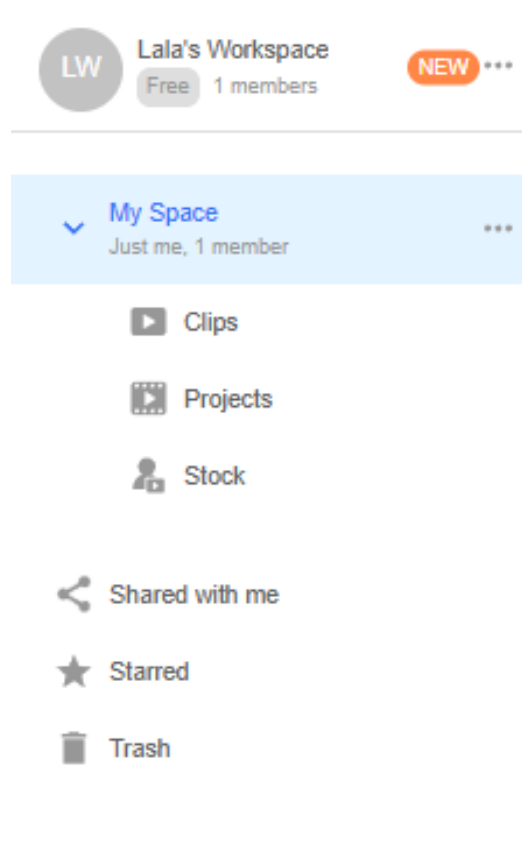 LW
Lala's Workspace
NEW
Free 1 members
My Space
Just me, 1 member
Clips
Projects
Stock
Shared with me
Starred
Trash